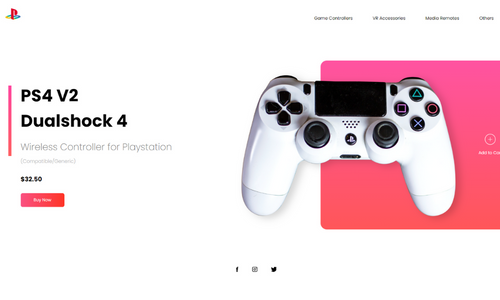 Game Controllers VR Accessories Media Remotes Others
PS4 V2
Dualshock 4
Wireless Controller for Playstation
(Compatible/Generic)
$32.50
Buy Now
Add to Ca